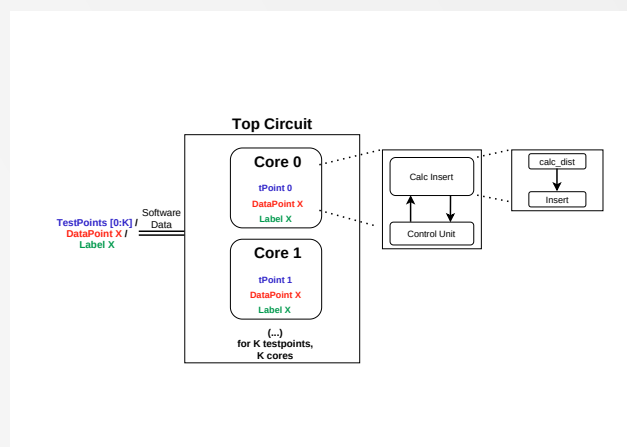 Top Circuit
TestPoints [0:K] /
DataPoint X /
Label X
Software
Data
Core 0
tPoint 0
DataPoint X
Label X
Core 1
tPoint 1
DataPoint X
Label X
(...)
for K testpoints,
K cores
Calc Insert
Control Unit
calc_dist
Insert